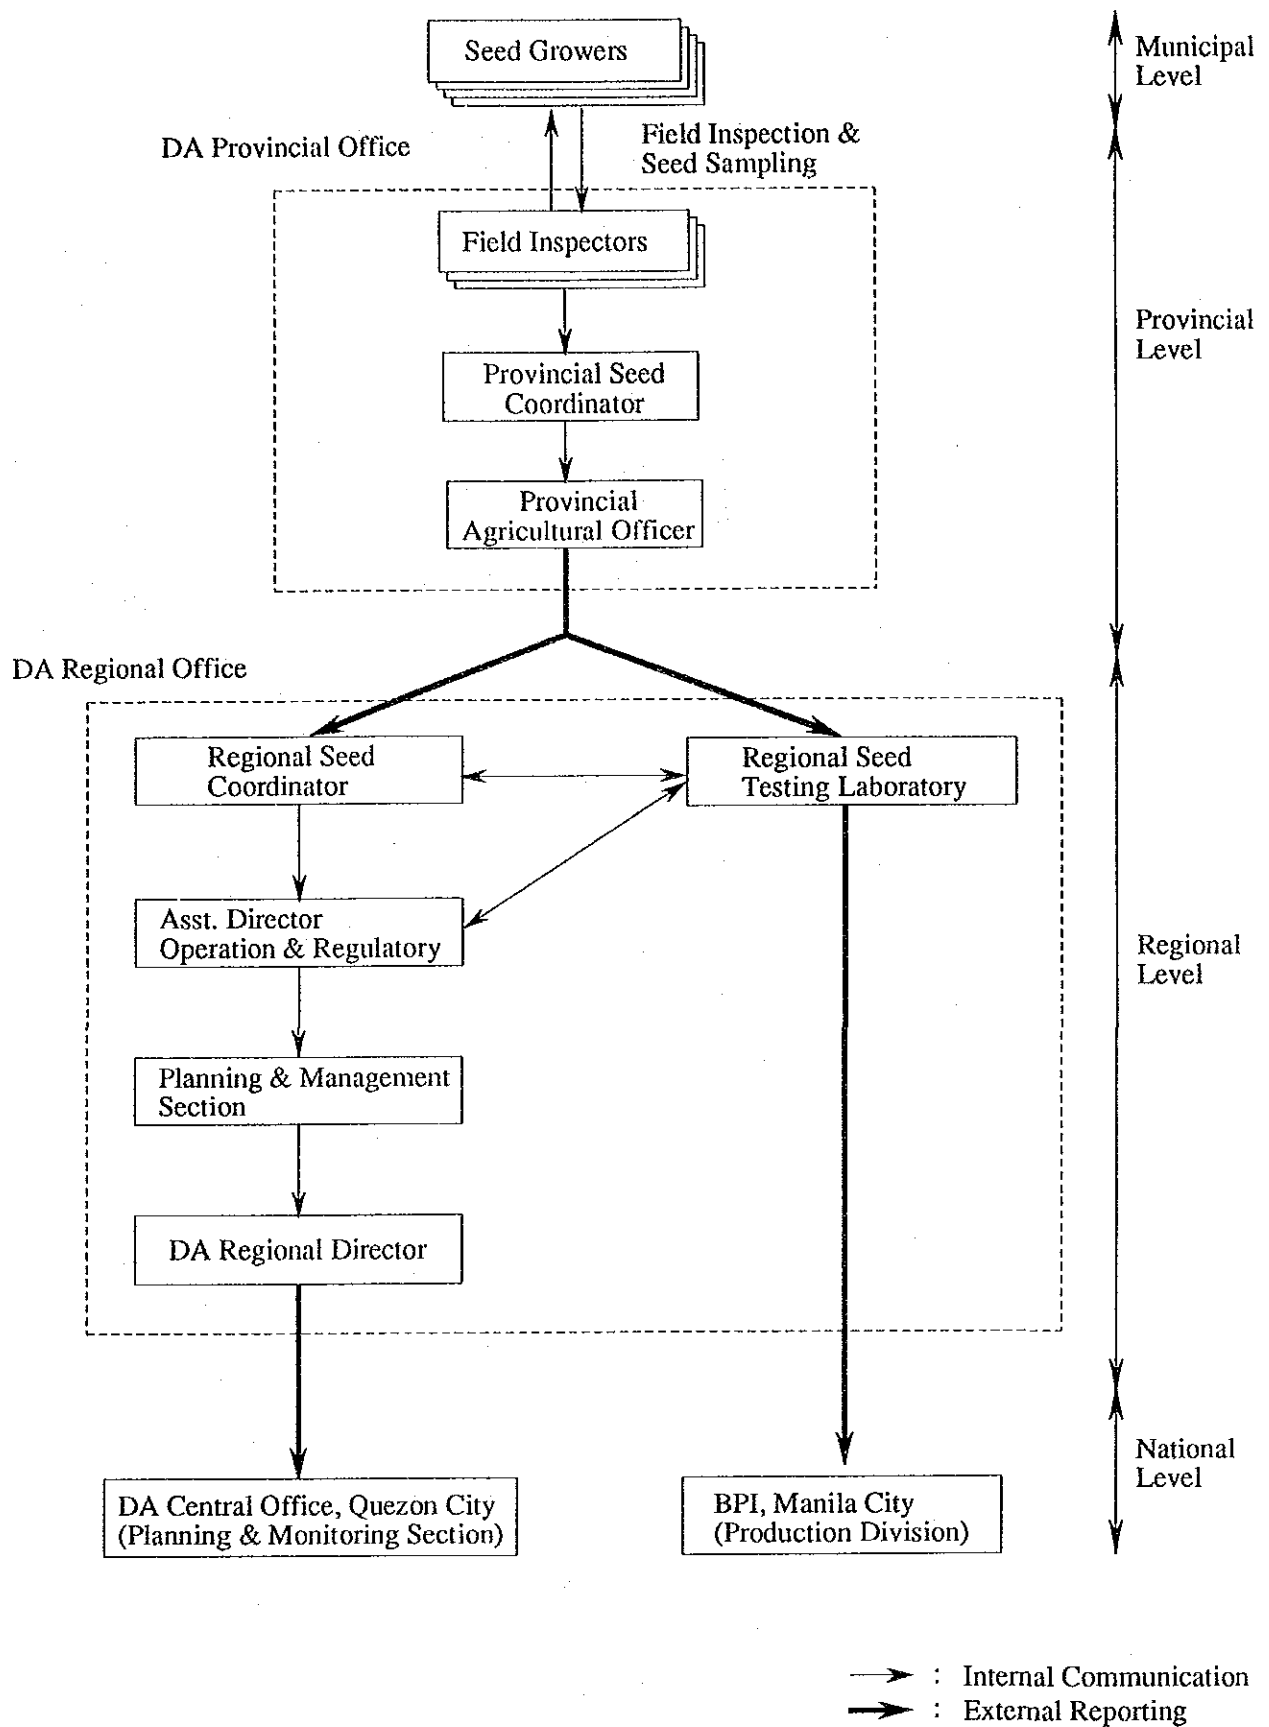 Seed Growers
Municipal
Level
DA Provincial Office
Field Inspection &
Seed Sampling
Field Inspectors
Provincial
Level
Provincial Seed
Coordinator
Provincial
Agricultural Officer
DA Regional Office
Regional Seed
Coordinator
Regional Seed
Testing Laboratory
Asst. Director
Operation & Regulatory
Regional
Level
Planning & Management
Section
DA Regional Director
National
Level
DA Central Office, Quezon City
(Planning & Monitoring Section)
BPI, Manila City
(Production Division)
: Internal Communication
: External Reporting